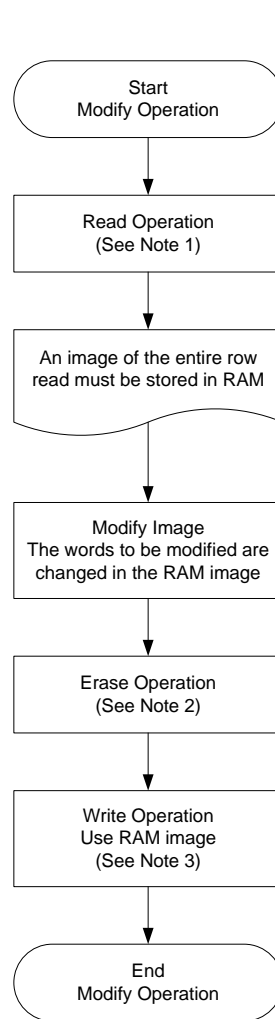 Start
Modify Operation
Read Operation
(See Note 1)
An image of the entire row
read must be stored in RAM
Modify Image
The words to be modified are
changed in the RAM image
Erase Operation
(See Note 2)
Write Operation
Use RAM image
(See Note 3)
End
Modify Operation